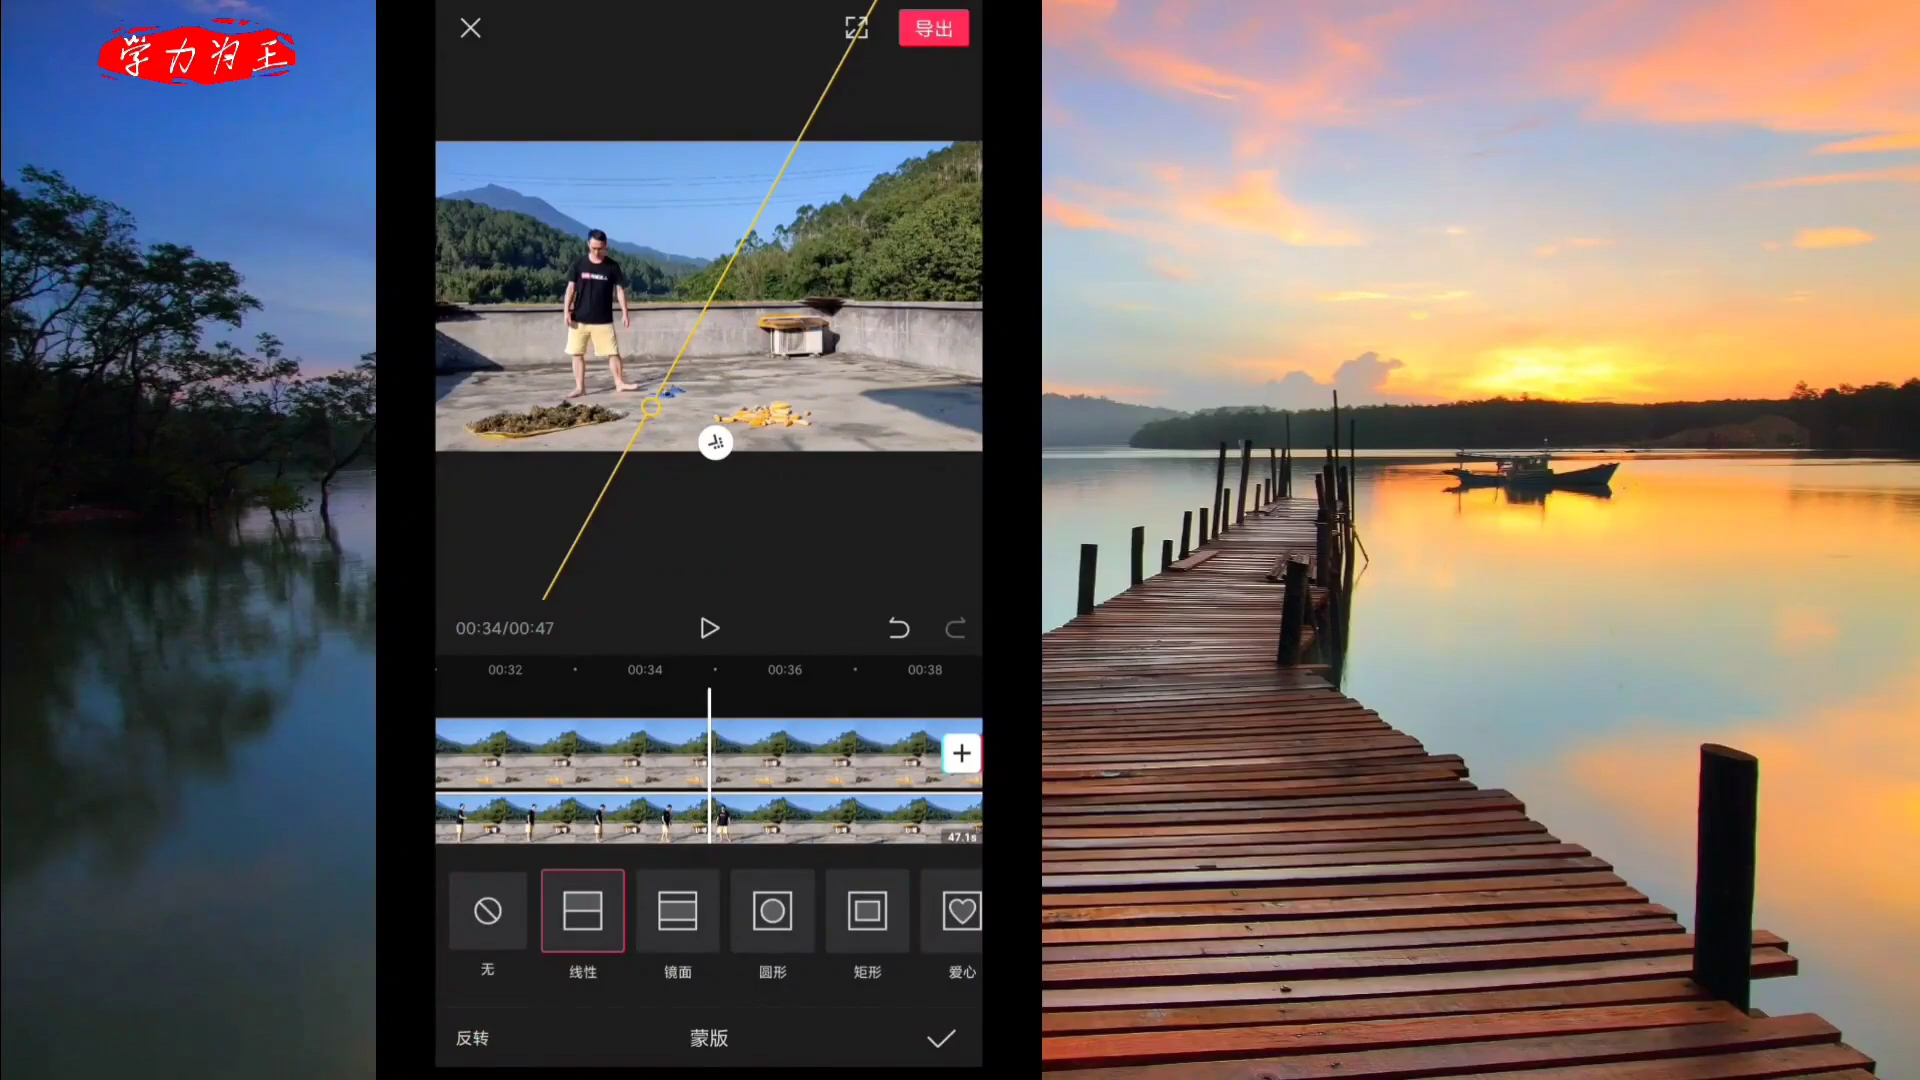 学力为王
导出
00:34/00:47
00:32
00:34
00:36
00:38
47.1s
无
线性
镜面
圆形
矩形
爱心
反转
蒙版